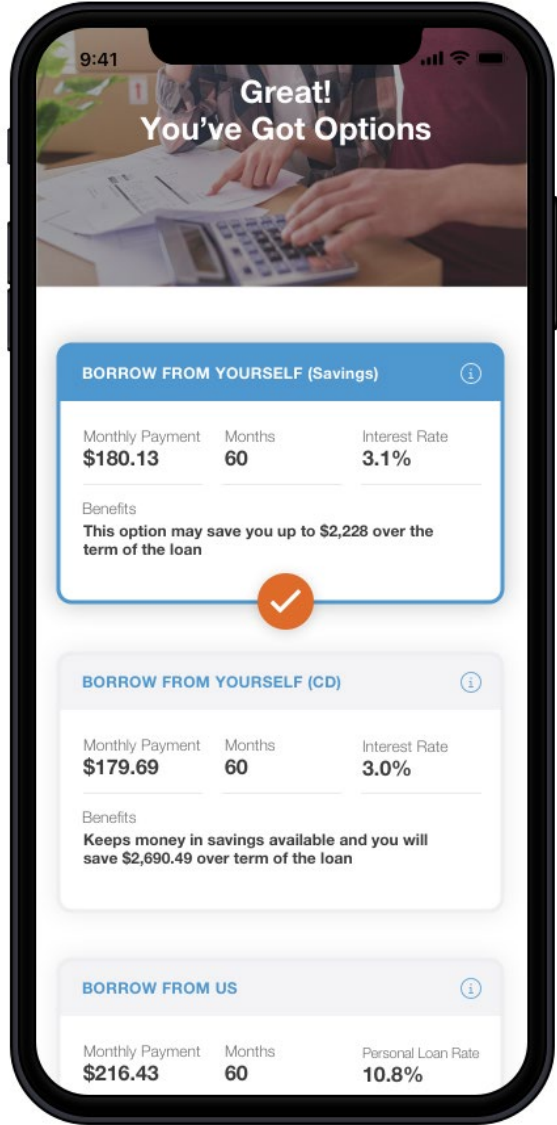 9:41
Great!
You've Got Options
BORROW FROM YOURSELF (Savings)
Monthly Payment Months Interest Rate
$180.13 60 3.1%
Benefits
This option may save you up to $2,228 over the
term of the loan
BORROW FROM YOURSELF (CD)
Monthly Payment Months Interest Rate
$179.69 60 3.0%
Benefits
Keeps money in savings available and you will
save $2,690.49 over term of the loan
BORROW FROM US
Monthly Payment Months Personal Loan Rate
$216.43 60 10.8%